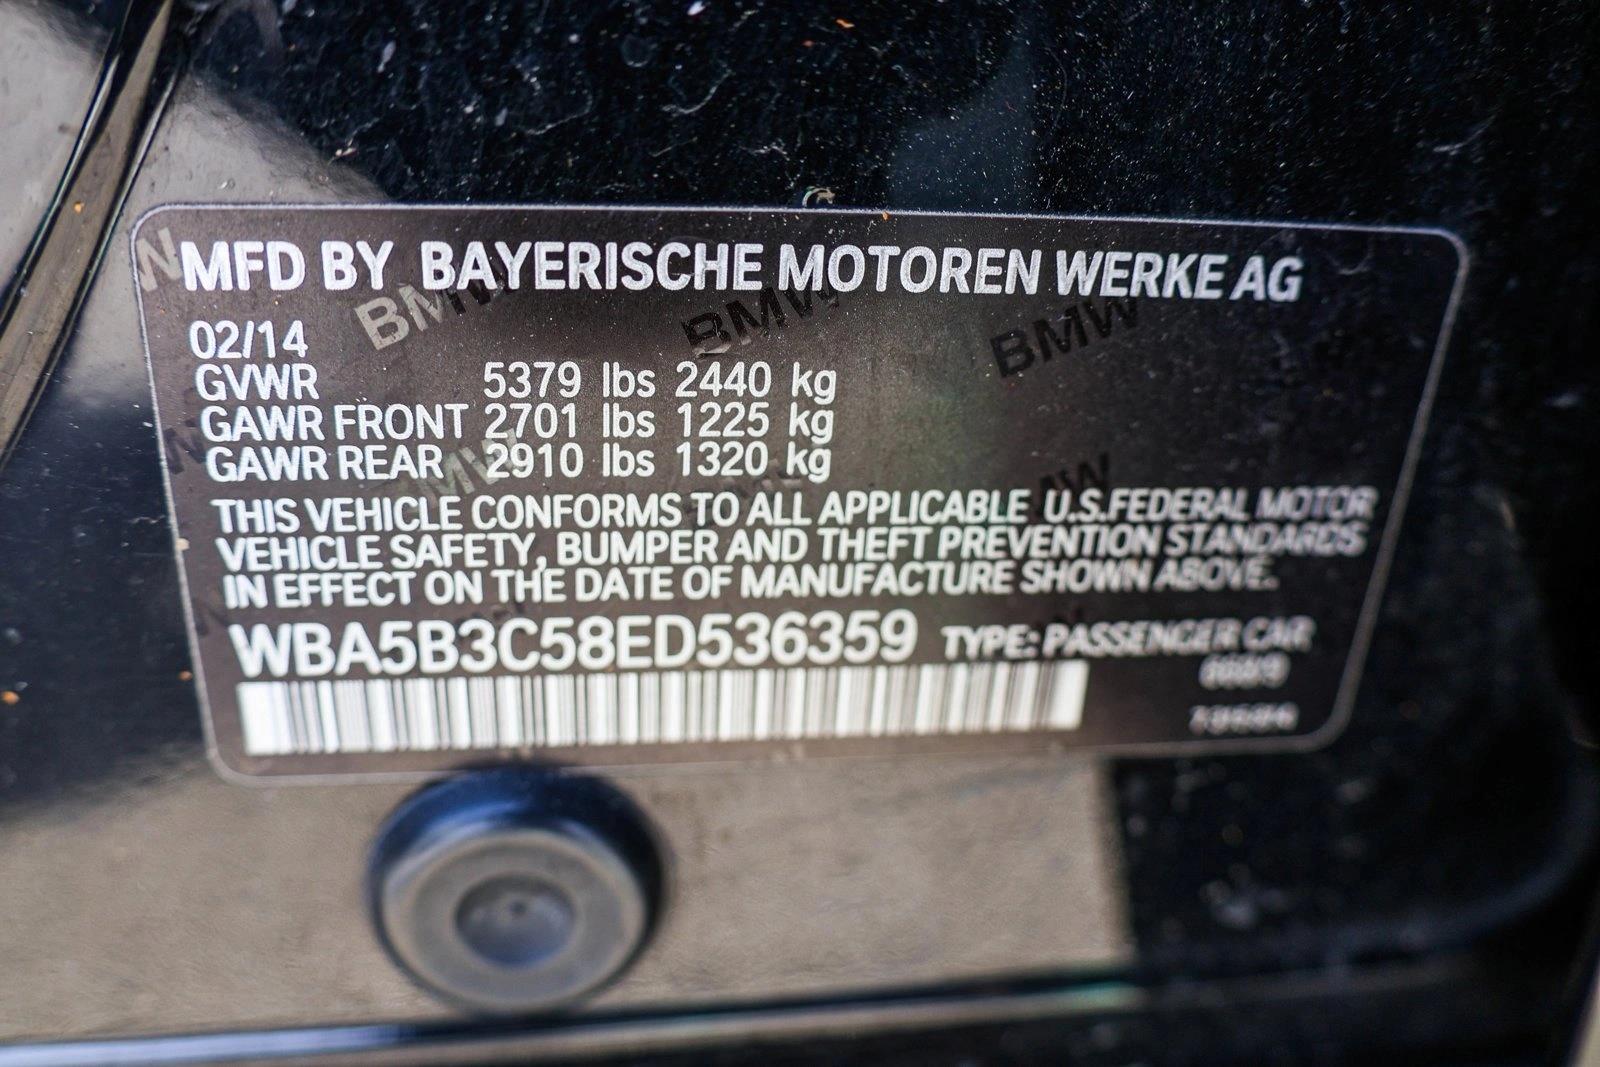 MFD BY BAYERISCHE MOTOREN WERKE AG
02/14
GVWR 5379 lbs 2440 kg
GAWR FRONT 2701 lbs 1225 kg
GAWR REAR 2910 lbs 1320 kg
THIS VEHICLE CONFORMS TO ALL APPLICABLE U.S.FEDERAL MOTOR
VEHICLE SAFETY, BUMPER AND THEFT PREVENTION STANDARDS
IN EFFECT ON THE DATE OF MANUFACTURE SHOWN ABOVE.
WBA5B3C58ED536359 TYPE: PASSENGER CAR